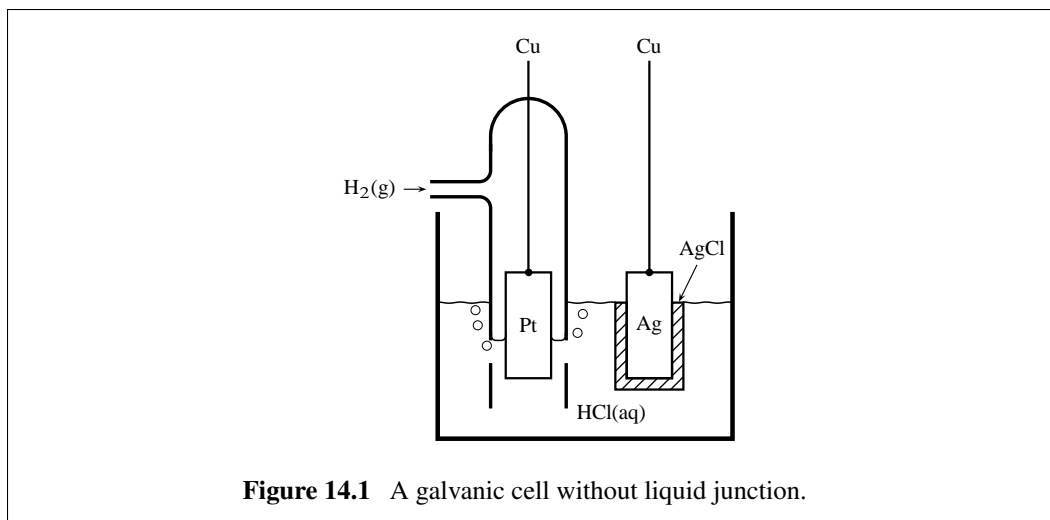 Cu Cu
H2(g)
AgCl
Pt Ag
HCl(aq)
Figure 14.1 A galvanic cell without liquid junction.